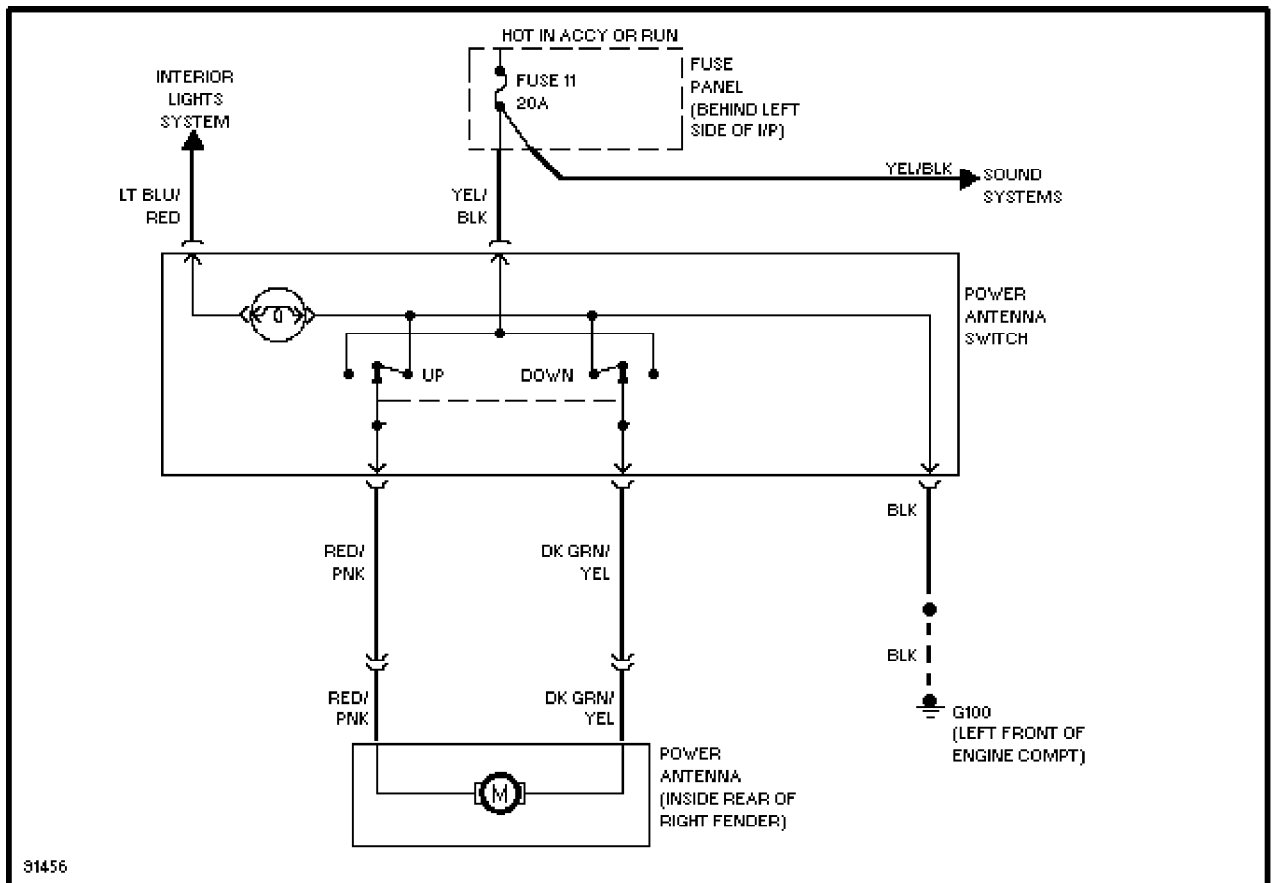 HOT IN ACCY OR RUN
FUSE 11
20A
FUSE
PANEL
(BEHIND LEFT
SIDE OF I/P)
INTERIOR
LIGHTS
SYSTEM
YEL/BLK
SOUND
SYSTEMS
LT BLU/
RED
YEL/
BLK
POWER
ANTENNA
SWITCH
UP
DOWN
BLK
RED/
PNK
DK GRN/
YEL
BLK
RED/
PNK
DK GRN/
YEL
G100
(LEFT FRONT OF
ENGINE COMPT)
POWER
ANTENNA
(INSIDE REAR OF
RIGHT FENDER)
M
91456